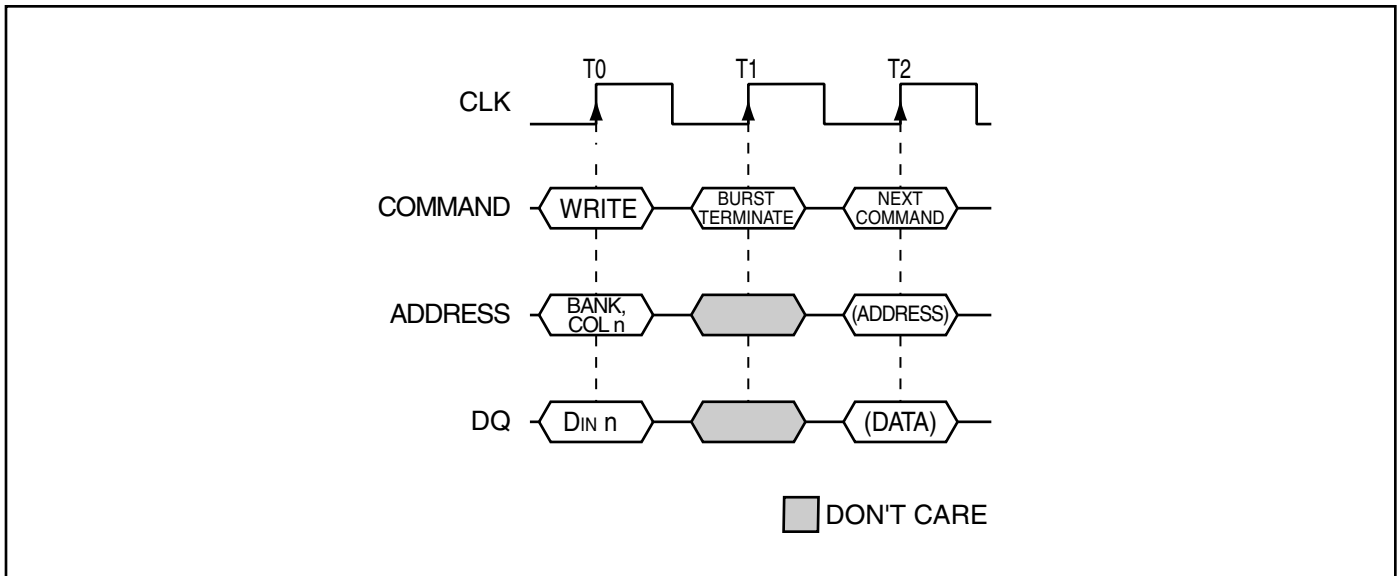 T0 T1 T2
CLK
COMMAND WRITE BURST TERMINATE NEXT COMMAND
ADDRESS BANK, COL n (ADDRESS)
DQ DIN n (DATA)
DON'T CARE